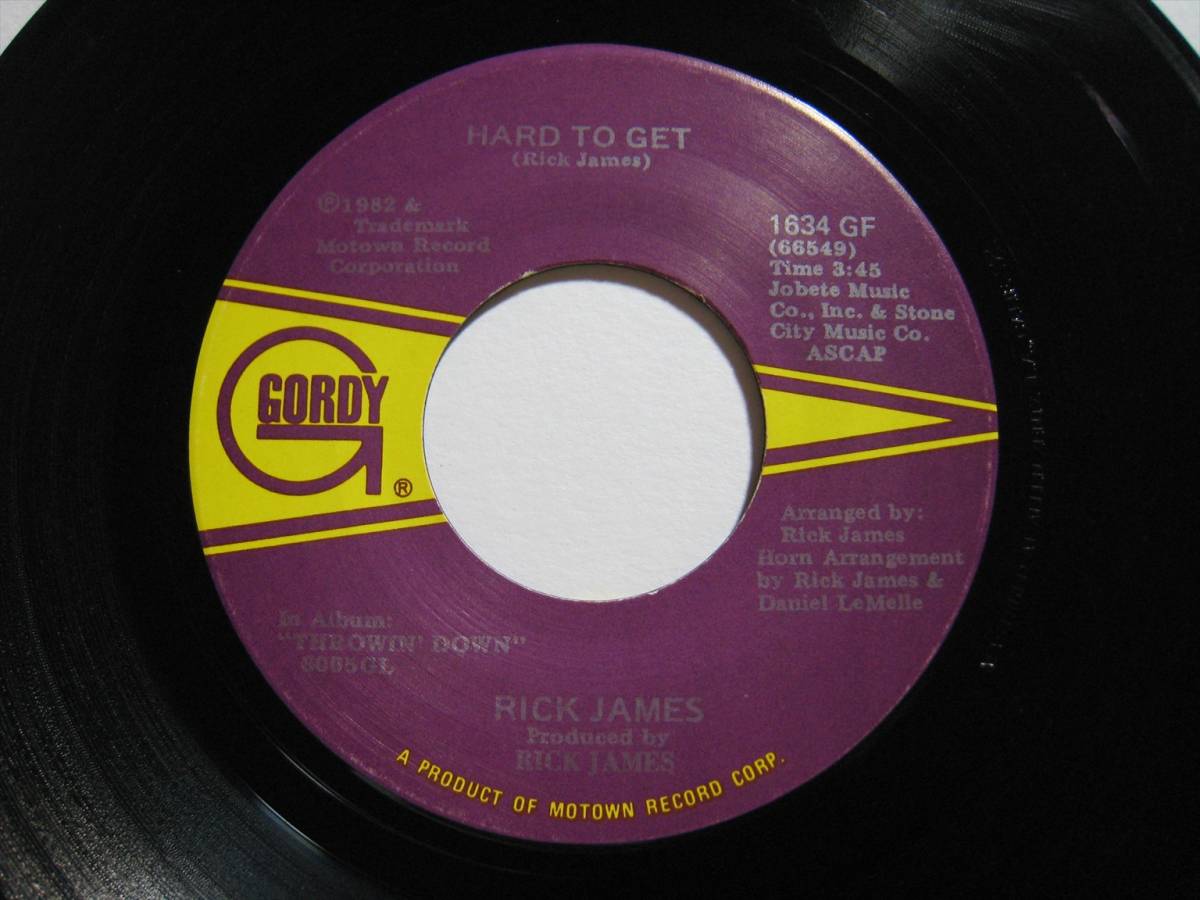 HARD TO GET
(Rick James)
℗1982 &
Trademark
Motown Record
Corporation
1634 GF
(66549)
Time 3:45
Jobete Music
Co., Inc. & Stone
City Music Co.
ASCAP
GORDY
G
®
Arranged by:
Rick James
Horn Arrangement
by Rick James &
Daniel LeMelle
In Album:
"THROWIN' DOWN"
6005GL
RICK JAMES
Produced by
RICK JAMES
A PRODUCT OF MOTOWN RECORD CORP.